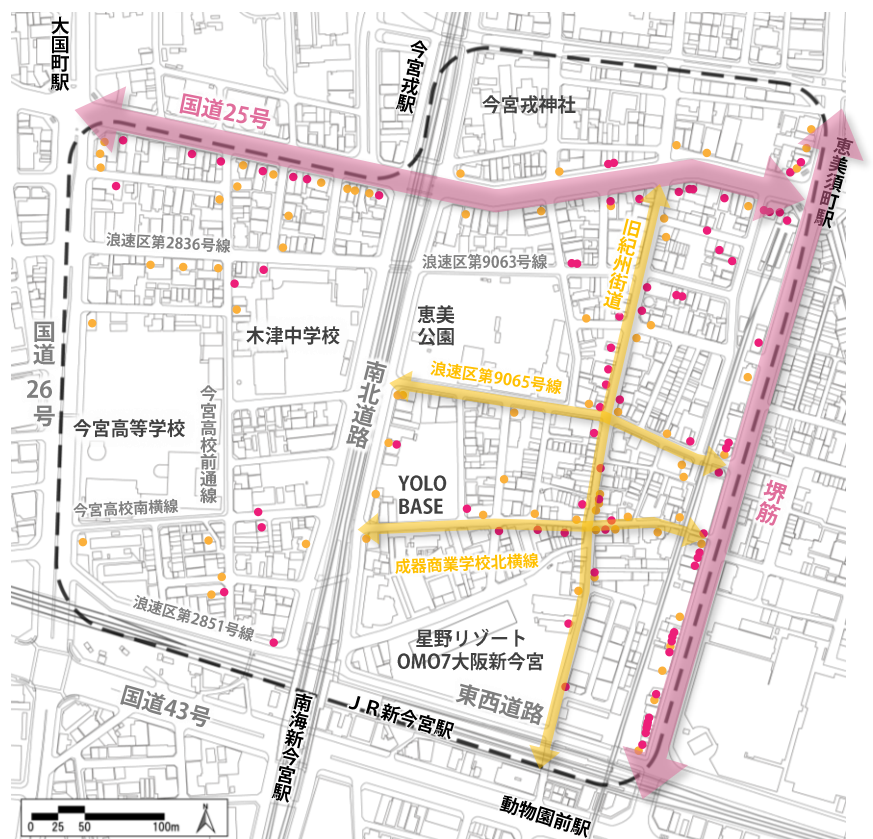 大国町駅
今宮戎駅
国道25号
今宮戎神社
恵美須町駅
旧紀州街道
浪速区第2836号線
浪速区第9063号線
恵美
公園
木津中学校
国道26号
南北道路
浪速区第9065号線
今宮高校前通線
今宮高等学校
YOLO
BASE
堺筋
今宮高校南横線
成器商業学校北横線
浪速区第2851号線
星野リゾート
OMO7大阪新今宮
東西道路
国道43号
南海新今宮駅
J.R新今宮駅
動物園前駅
0 25 50 100m
N